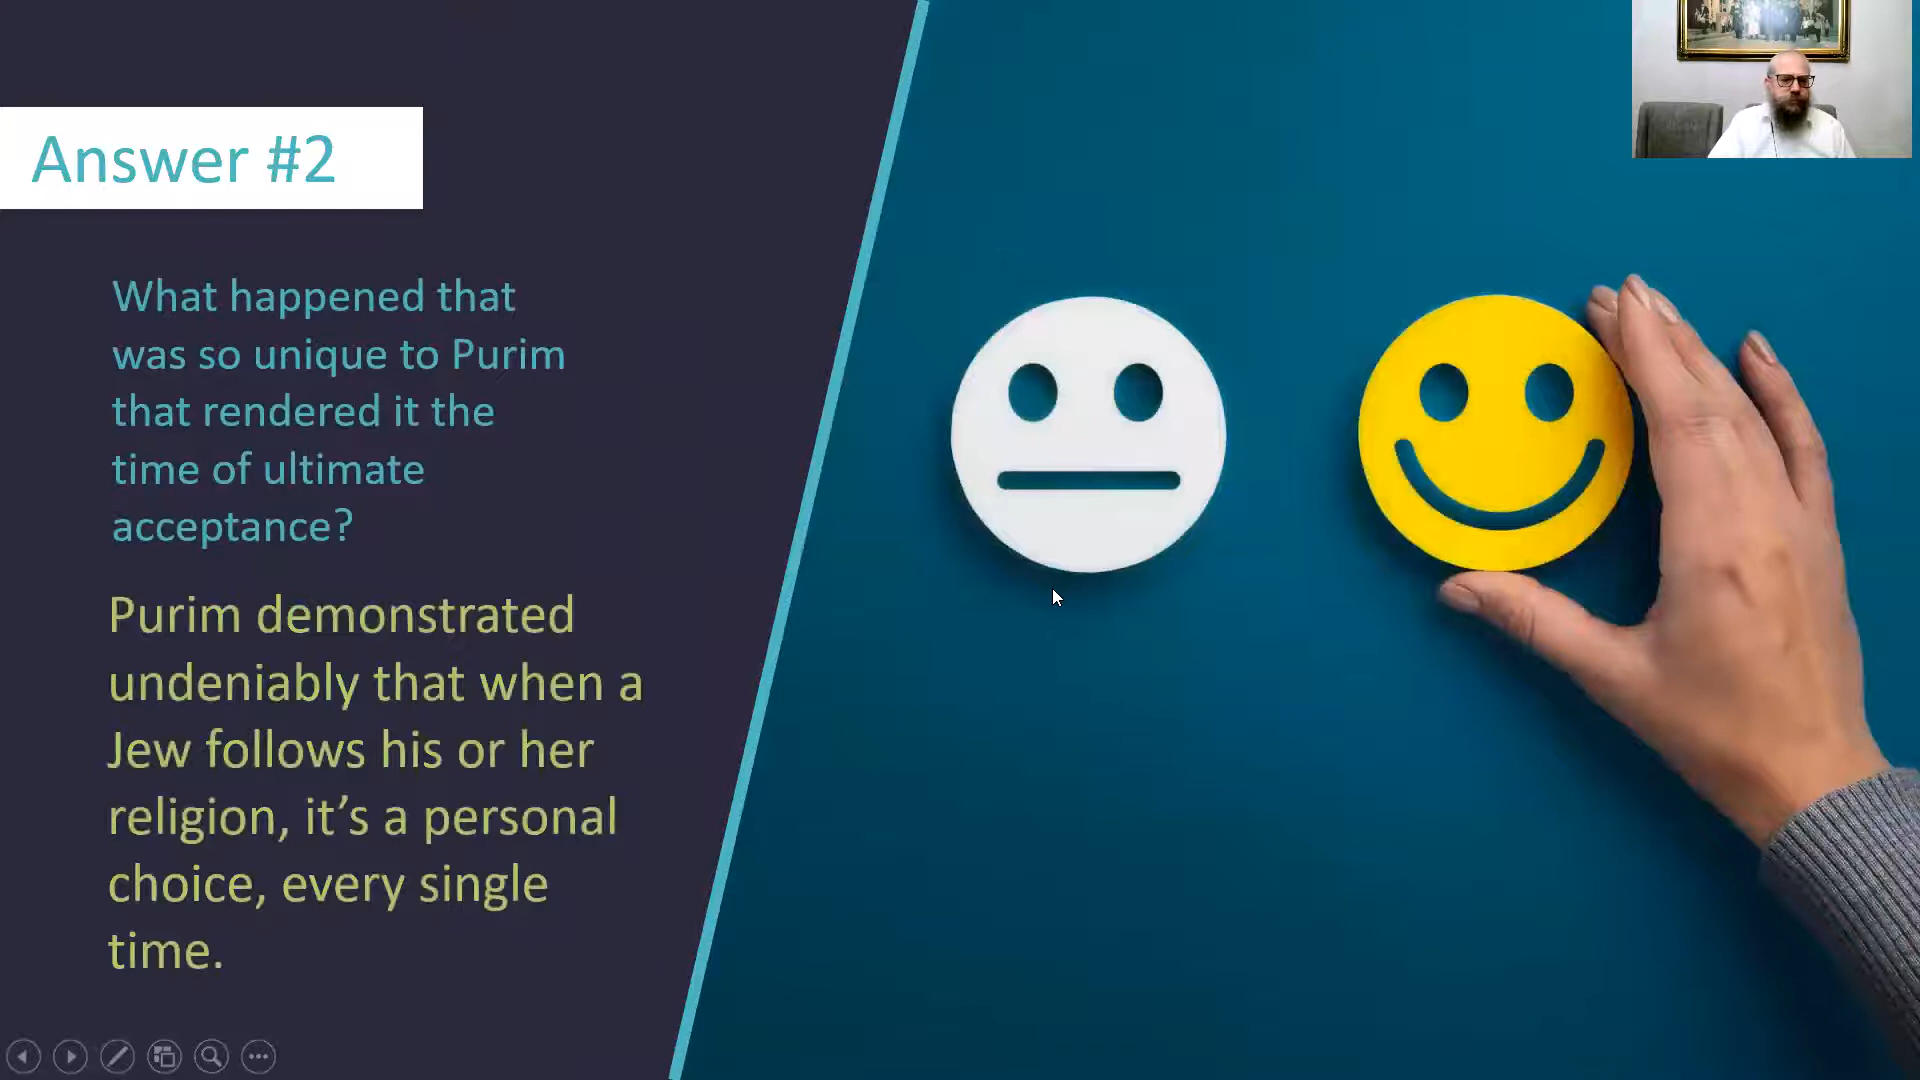 Answer #2
What happened that
was so unique to Purim
that rendered it the
time of ultimate
acceptance?
Purim demonstrated
undeniably that when a
Jew follows his or her
religion, it’s a personal
choice, every single
time.